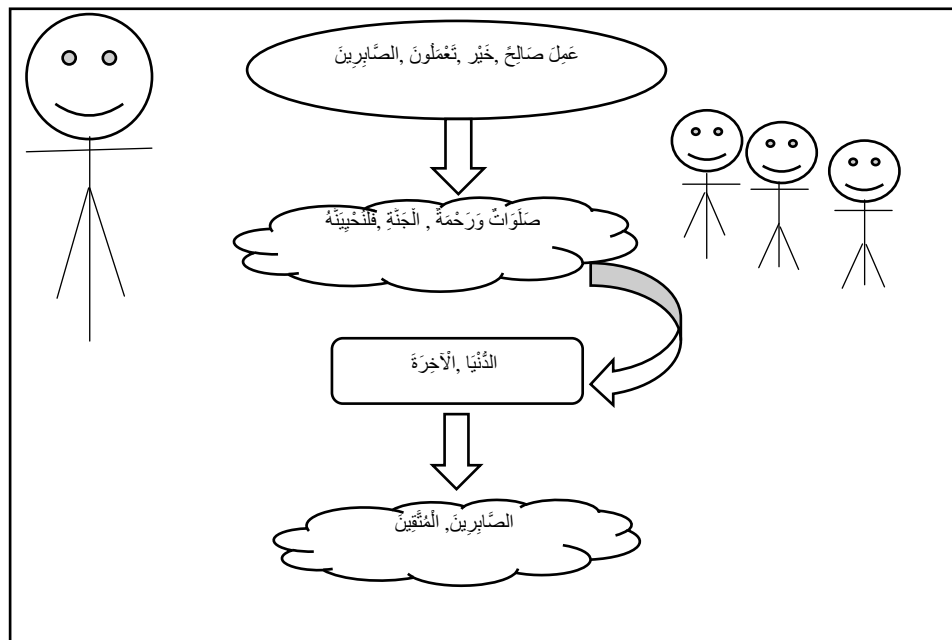 عَمِلَ صَالِحً ,خَيْر ,تَعْمَلُونَ ,الصَّابِرِينَ
صَلَوَاتٌ وَرَحْمَةٌ , الْجَنَّةِ ,فَلَنُحْيِيَنَّهُ
الدُّنْيَا ,الْآخِرَةَ
الصَّابِرِينَ, الْمُتَّقِينَ